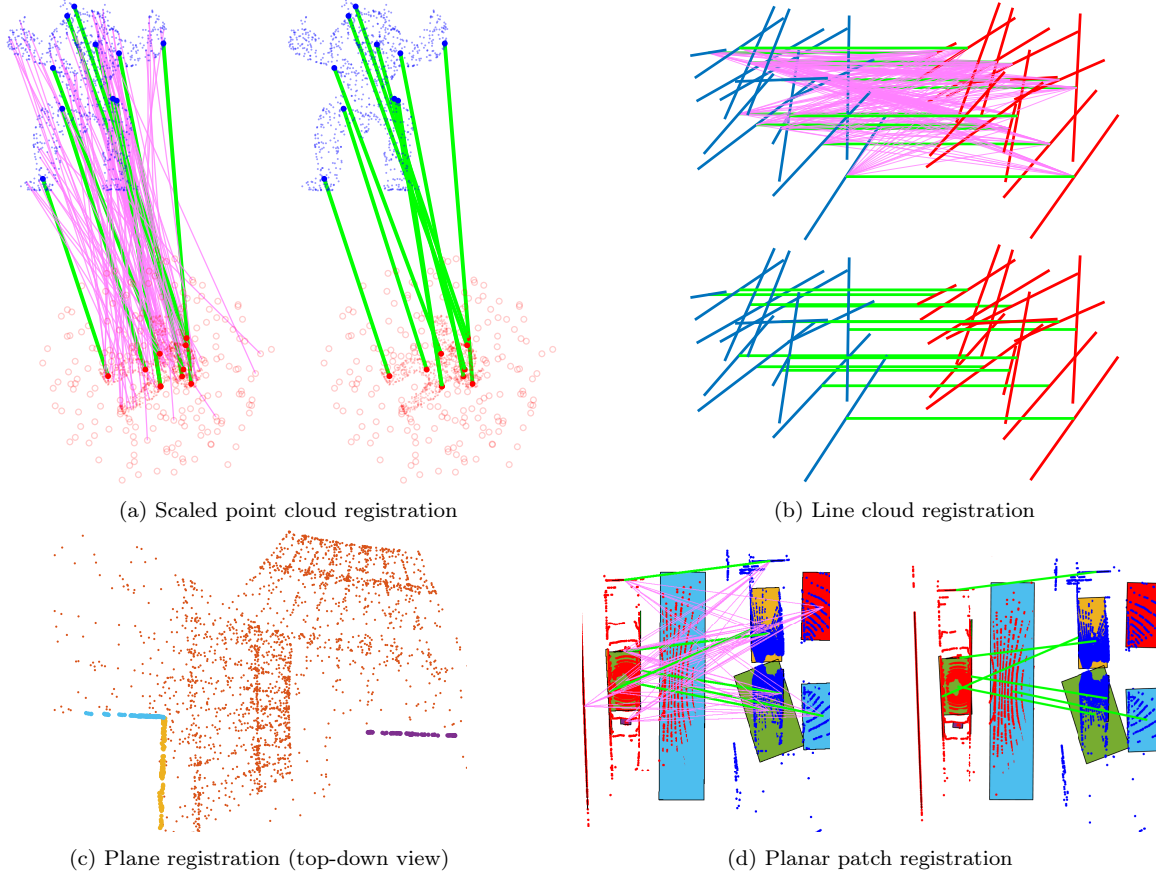 (a) Scaled point cloud registration
(b) Line cloud registration
(c) Plane registration (top-down view)
(d) Planar patch registration